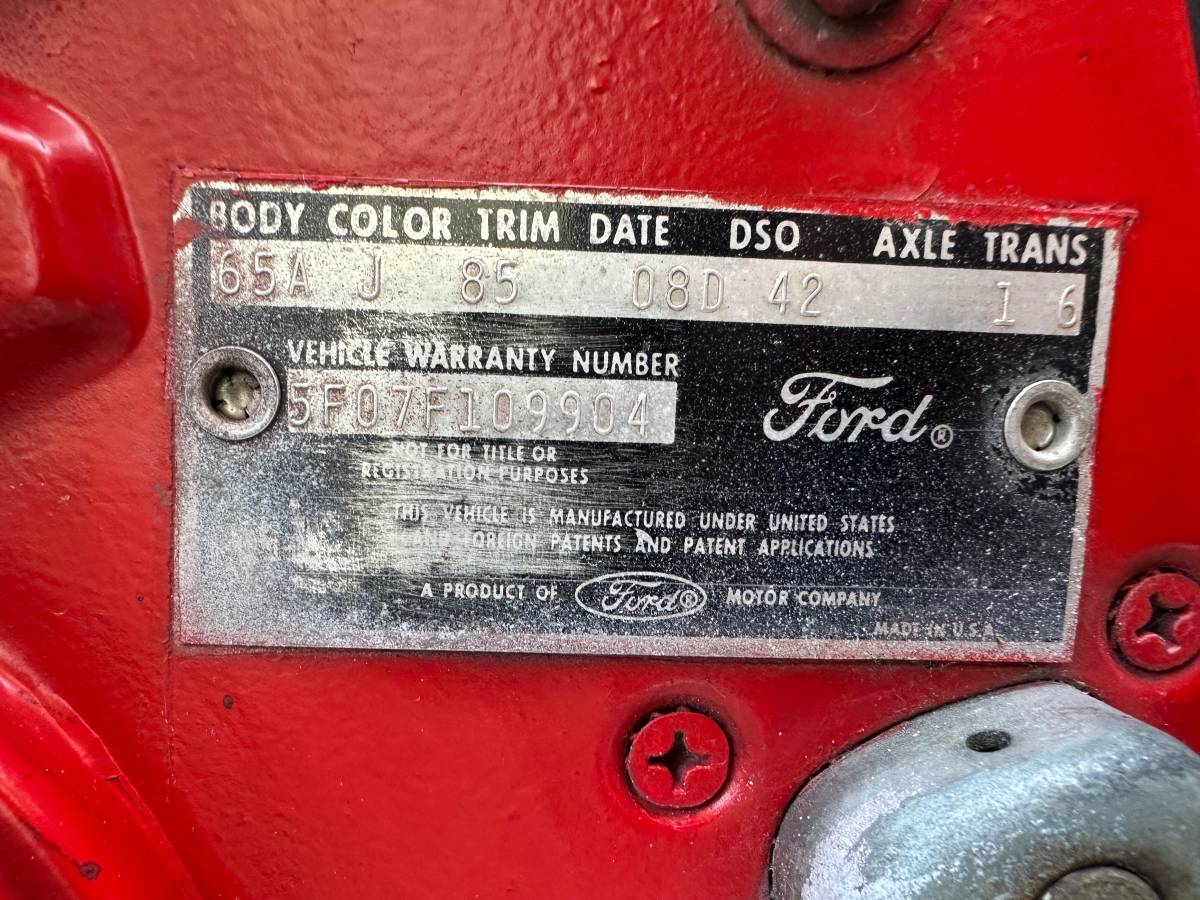 BODY COLOR TRIM DATE DSO AXLE TRANS
65A J 85 08D 42 1 6
VEHICLE WARRANTY NUMBER
5F07F109904
Ford®
NOT FOR TITLE OR
REGISTRATION PURPOSES
THIS VEHICLE IS MANUFACTURED UNDER UNITED STATES
AND FOREIGN PATENTS AND PATENT APPLICATIONS
A PRODUCT OF Ford® MOTOR COMPANY
MADE IN U.S.A.